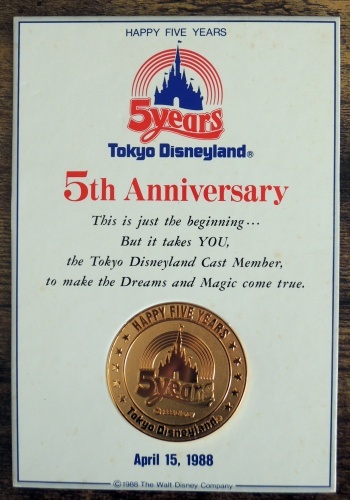 HAPPY FIVE YEARS
5years
Tokyo Disneyland®
5th Anniversary
This is just the beginning···
But it takes YOU,
the Tokyo Disneyland Cast Member,
to make the Dreams and Magic come true.
HAPPY FIVE YEARS
5years
Tokyo Disneyland
April 15, 1988
©1988 The Walt Disney Company